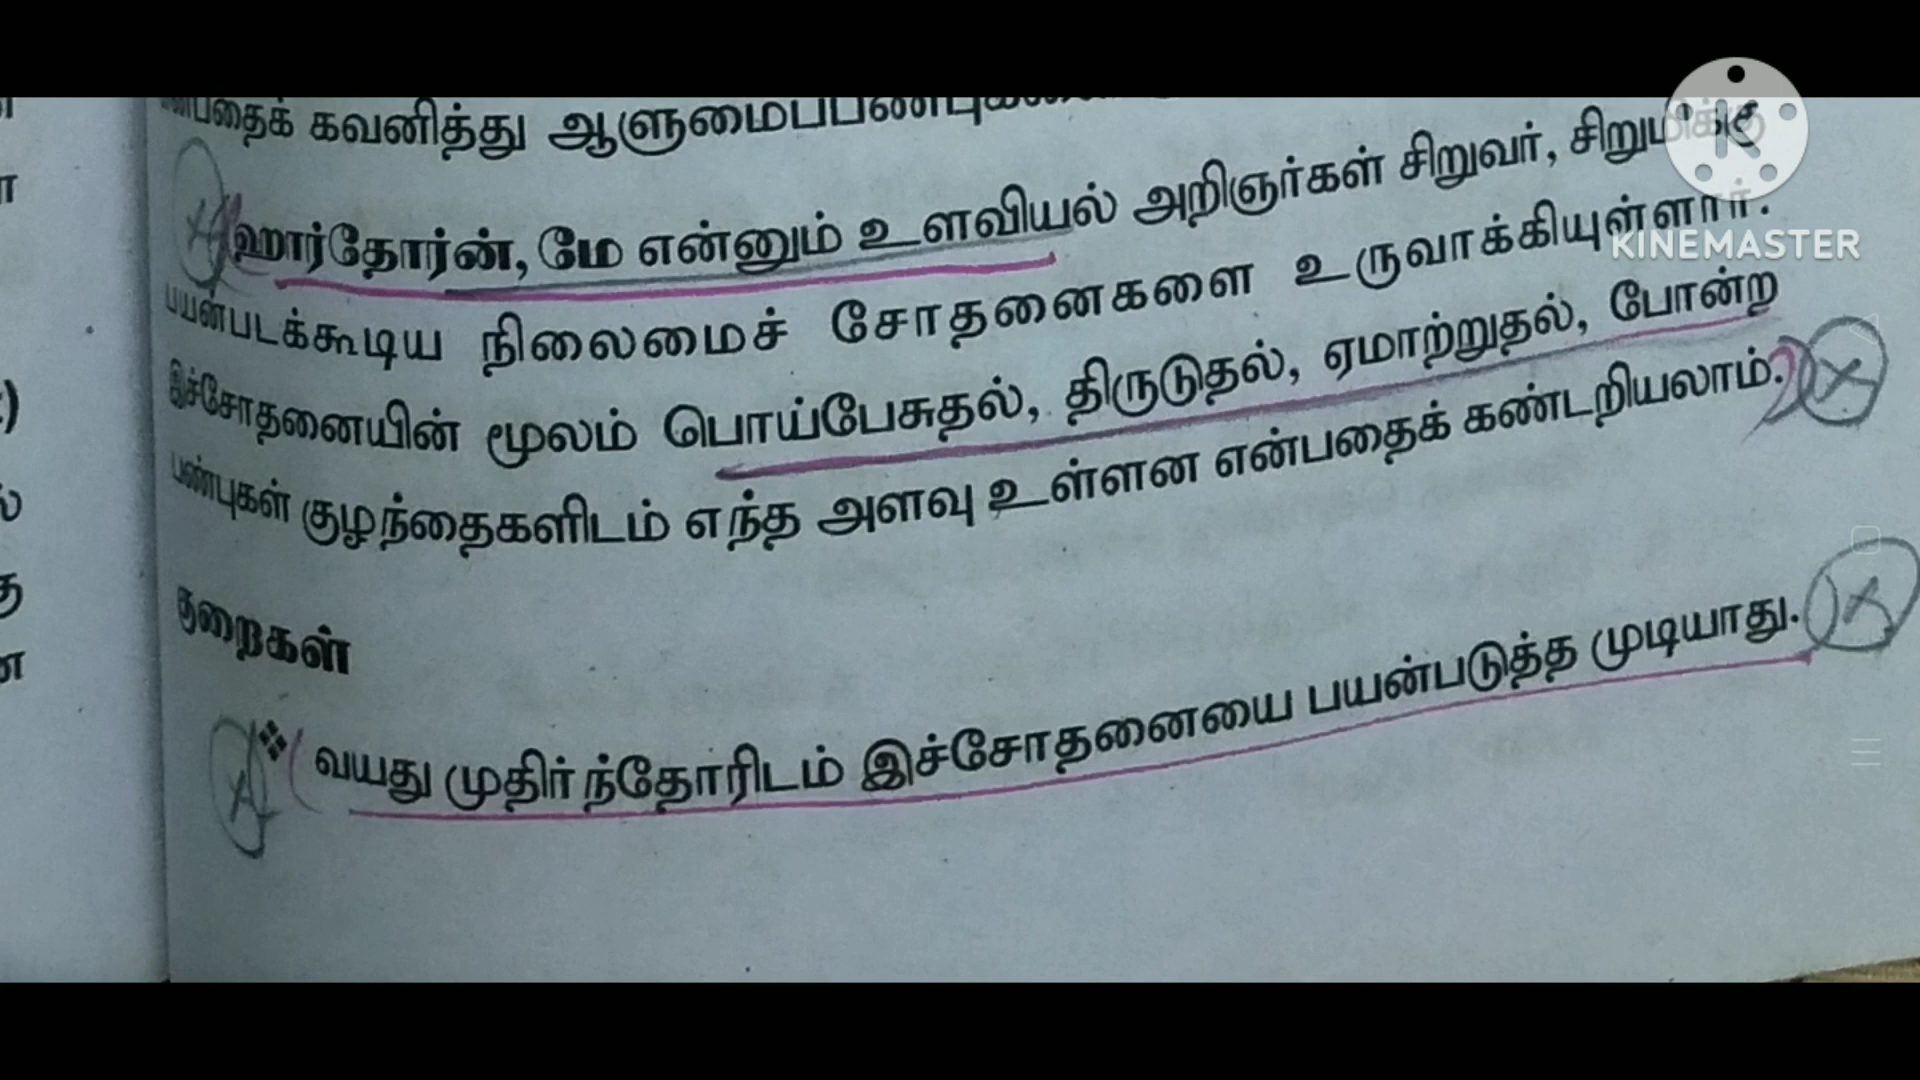 கவனித்து ஆளுமைப்பண்புகளை
ஹார்தோர்ன், மே என்னும் உளவியல் அறிஞர்கள் சிறுவர், சிறுமிக்கு
பயன்படக்கூடிய நிலைமைச் சோதனைகளை உருவாக்கியுள்ளார்.
இச்சோதனையின் மூலம் பொய்பேசுதல், திருடுதல், ஏமாற்றுதல், போன்ற
பண்புகள் குழந்தைகளிடம் எந்த அளவு உள்ளன என்பதைக் கண்டறியலாம்.
குறைகள்
❖ வயது முதிர்ந்தோரிடம் இச்சோதனையை பயன்படுத்த முடியாது.
KINEMASTER